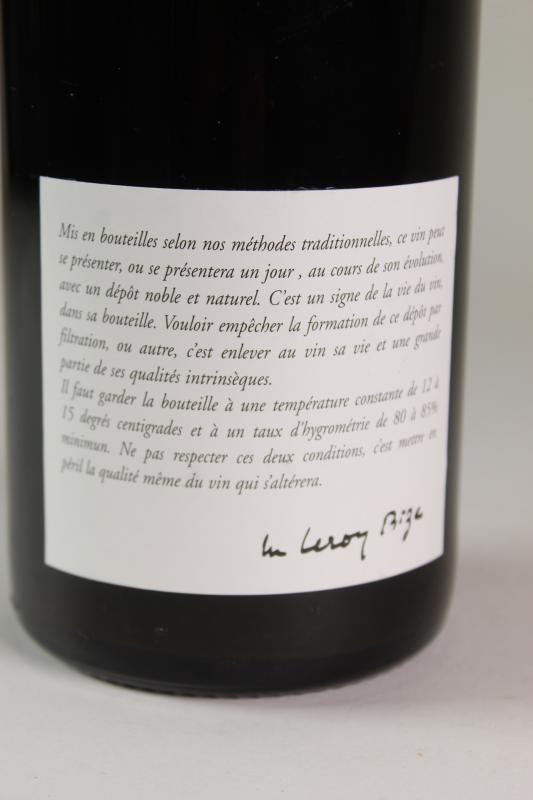 Mis en bouteilles selon nos méthodes traditionnelles, ce vin peut
se présenter, ou se présentera un jour , au cours de son évolution,
avec un dépôt noble et naturel. C'est un signe de la vie du vin,
dans sa bouteille. Vouloir empêcher la formation de ce dépôt par
filtration, ou autre, c'est enlever au vin sa vie et une grande
partie de ses qualités intrinsèques.
Il faut garder la bouteille à une température constante de 12 à
15 degrés centigrades et à un taux d'hygrométrie de 80 à 85%
minimun. Ne pas respecter ces deux conditions, c'est mettre en
péril la qualité même du vin qui s'altérera.
Leroy Bize